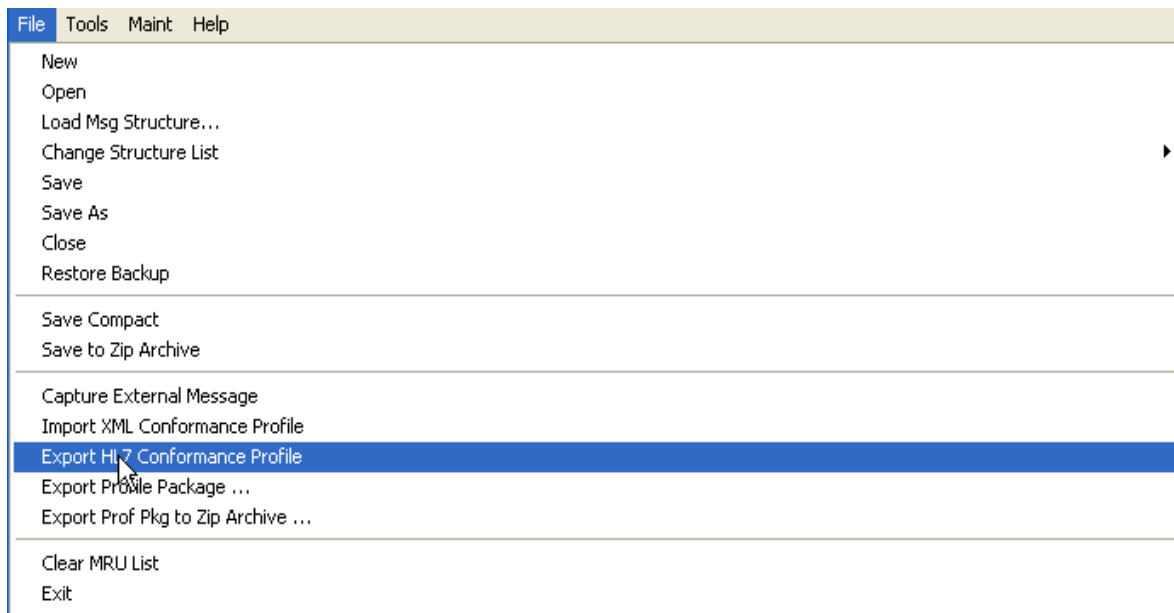 File Tools Maint Help
New
Open
Load Msg Structure...
Change Structure List
Save
Save As
Close
Restore Backup
Save Compact
Save to Zip Archive
Capture External Message
Import XML Conformance Profile
Export HL7 Conformance Profile
Export Profile Package ...
Export Prof Pkg to Zip Archive ...
Clear MRU List
Exit